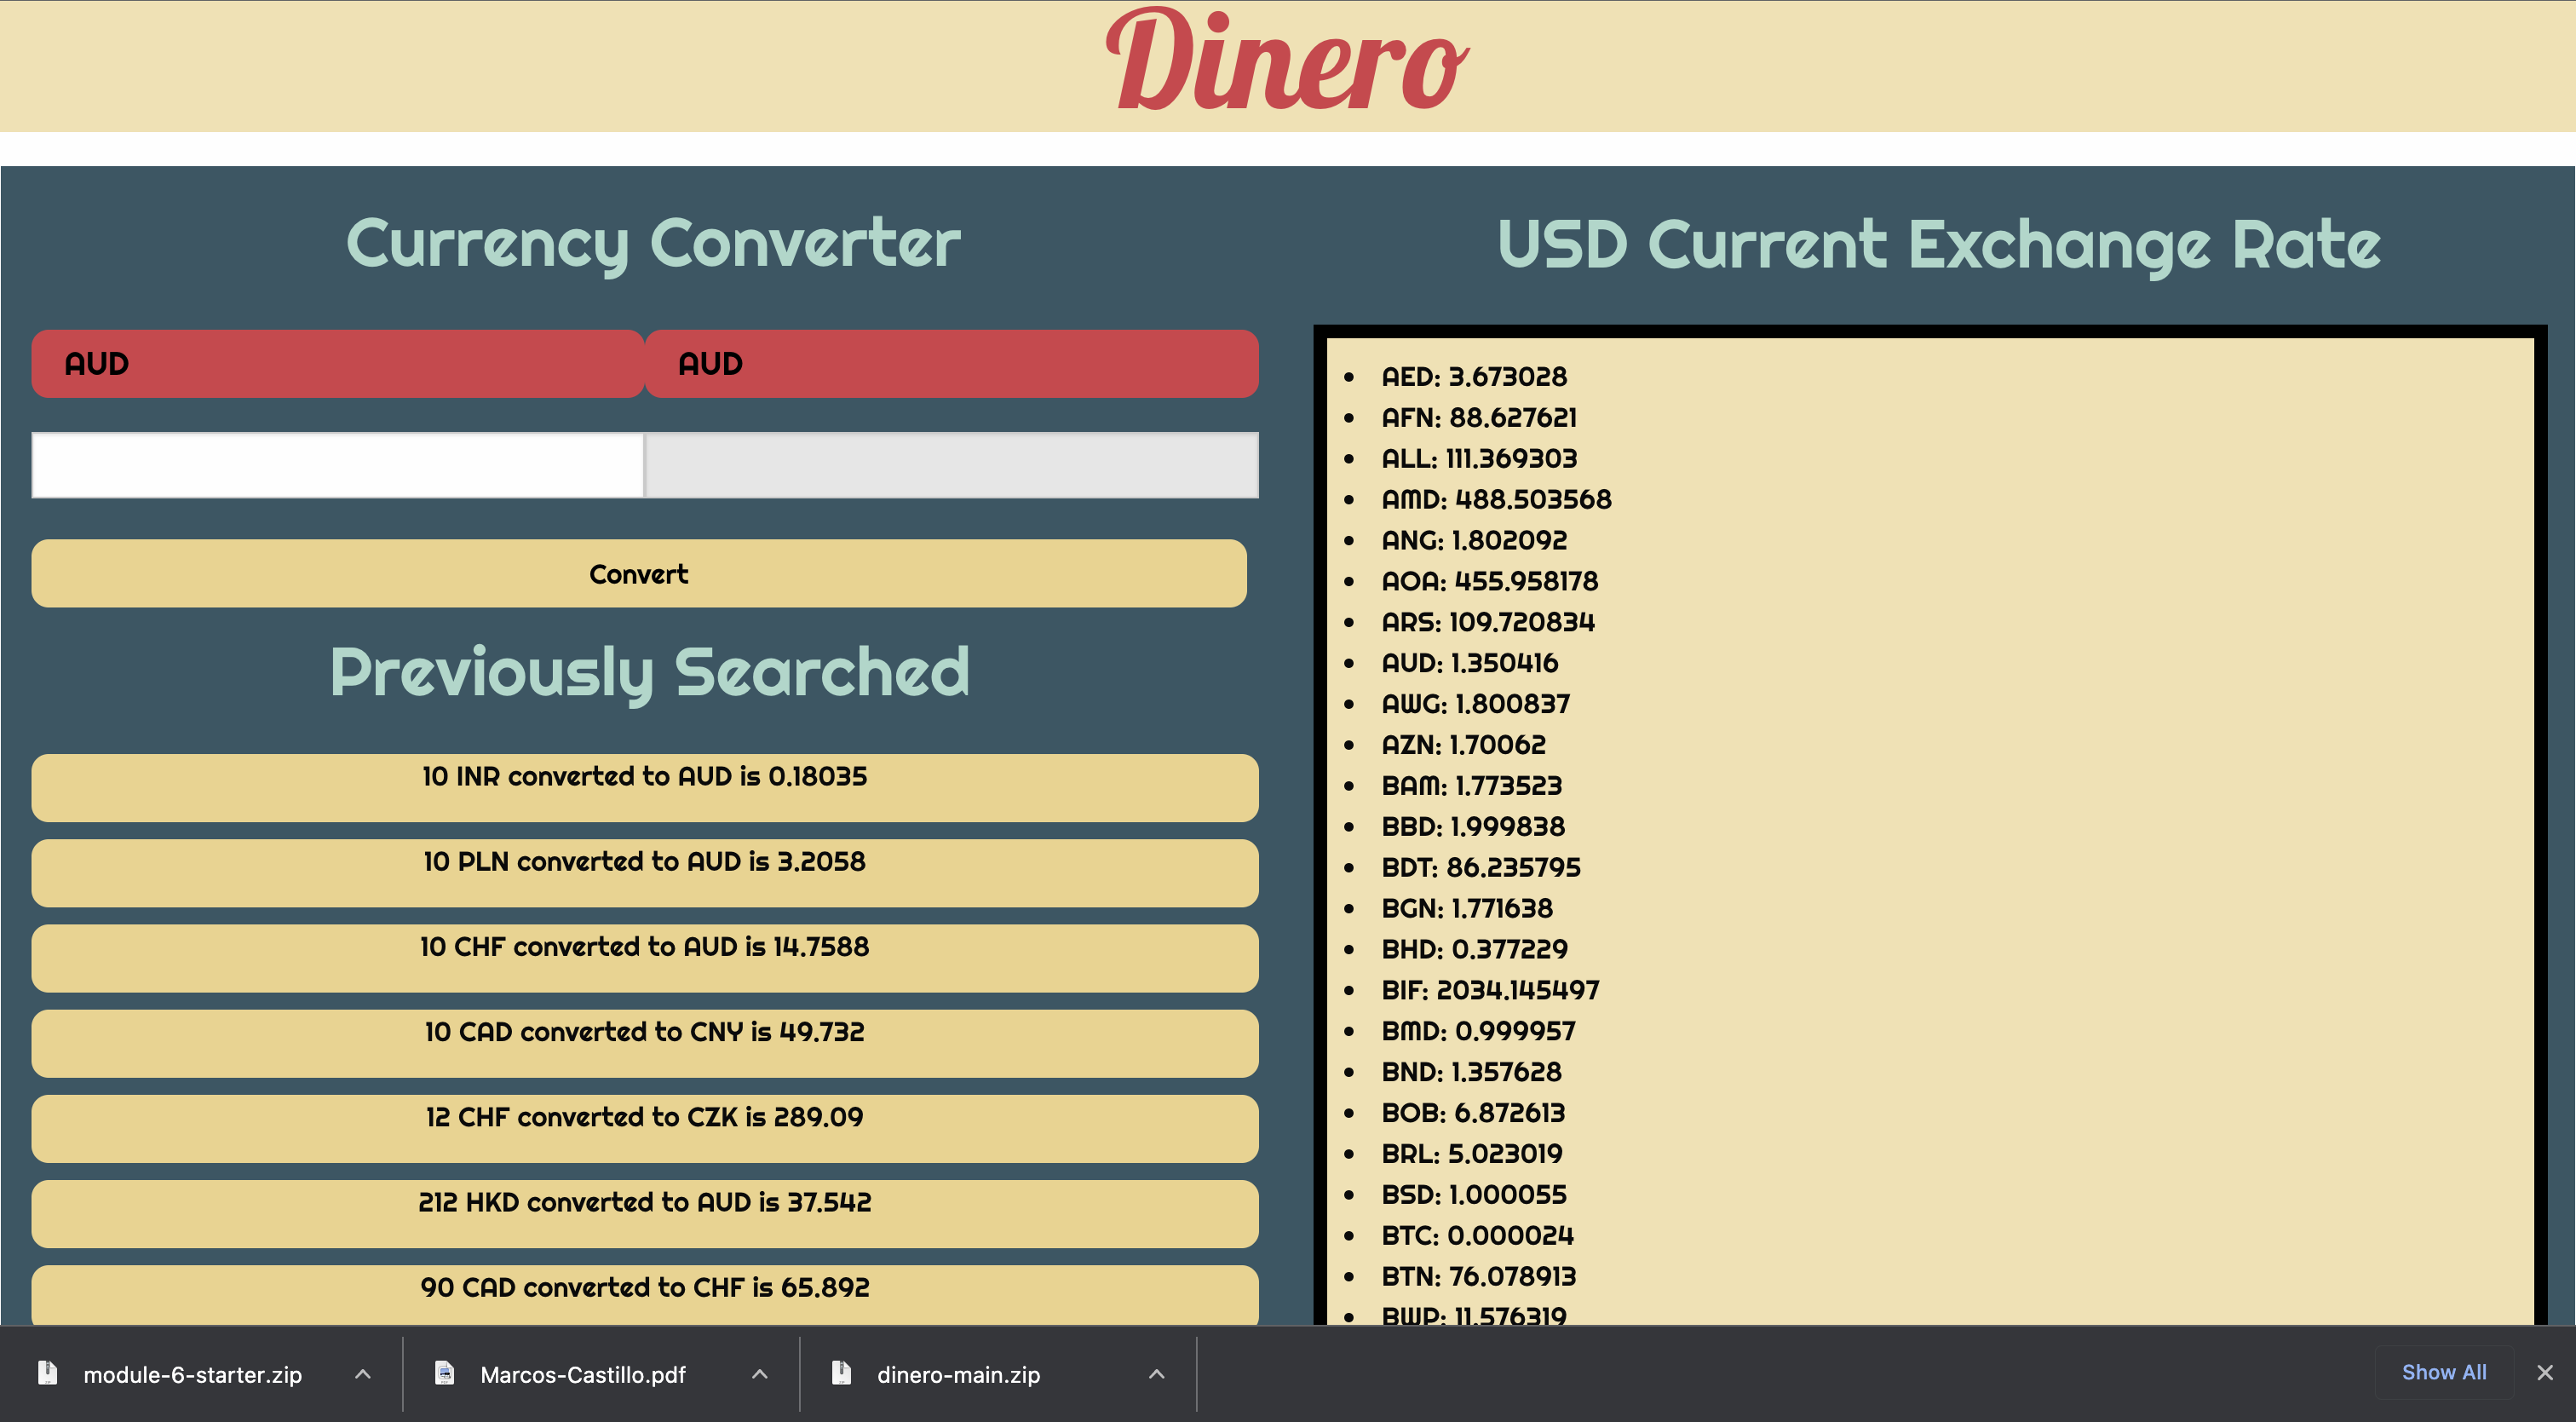 Dinero
Currency Converter
AUD
AUD
Convert
Previously Searched
10 INR converted to AUD is 0.18035
10 PLN converted to AUD is 3.2058
10 CHF converted to AUD is 14.7588
10 CAD converted to CNY is 49.732
12 CHF converted to CZK is 289.09
212 HKD converted to AUD is 37.542
90 CAD converted to CHF is 65.892
USD Current Exchange Rate
AED: 3.673028
AFN: 88.627621
ALL: 111.369303
AMD: 488.503568
ANG: 1.802092
AOA: 455.958178
ARS: 109.720834
AUD: 1.350416
AWG: 1.800837
AZN: 1.70062
BAM: 1.773523
BBD: 1.999838
BDT: 86.235795
BGN: 1.771638
BHD: 0.377229
BIF: 2034.145497
BMD: 0.999957
BND: 1.357628
BOB: 6.872613
BRL: 5.023019
BSD: 1.000055
BTC: 0.000024
BTN: 76.078913
BWP: 11.576319
module-6-starter.zip
Marcos-Castillo.pdf
dinero-main.zip
Show All